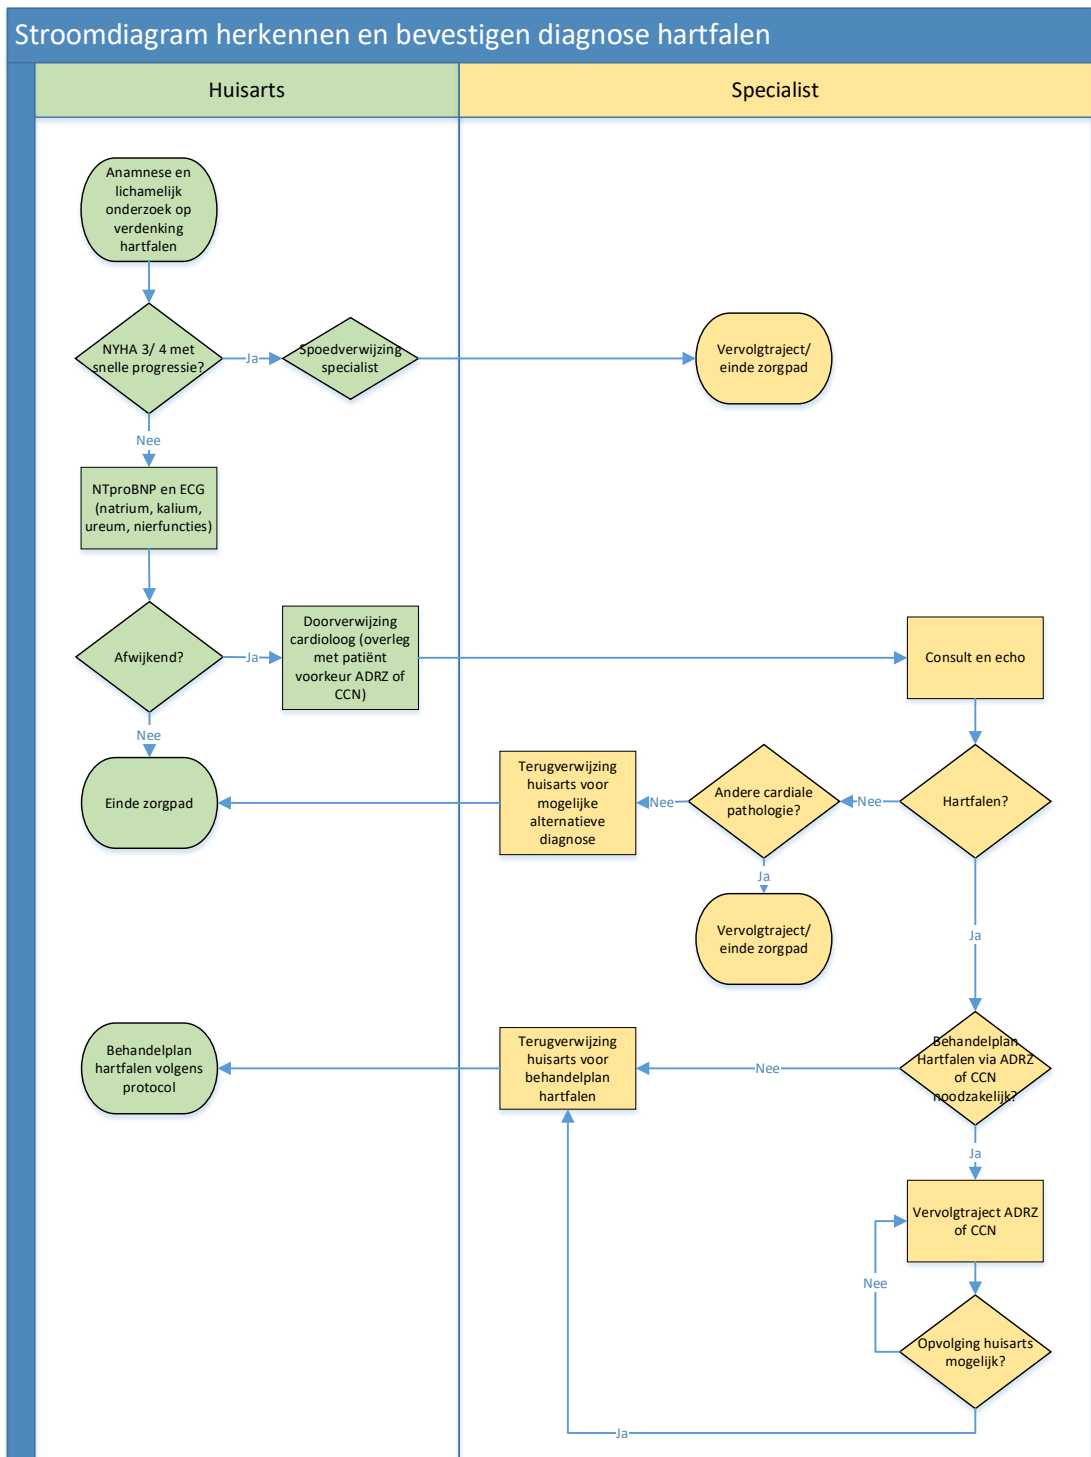 Stroomdiagram herkennen en bevestigen diagnose hartfalen
Huisarts
Specialist
Anamnese en
lichamelijk
onderzoek op
verdenking
hartfalen
NYHA 3/ 4 met
snelle progressie?
Ja
Spoedverwijzing
specialist
Vervolgtraject/
einde zorgpad
Nee
NTproBNP en ECG
(natrium, kalium,
ureum, nierfuncties)
Afwijkend?
Ja
Doorverwijzing
cardioloog (overleg
met patiënt
voorkeur ADRZ of
CCN)
Consult en echo
Nee
Einde zorgpad
Terugverwijzing
huisarts voor
mogelijke
alternatieve
diagnose
Nee
Andere cardiale
pathologie?
Nee
Hartfalen?
Ja
Vervolgtraject/
einde zorgpad
Ja
Behandelplan
hartfalen volgens
protocol
Terugverwijzing
huisarts voor
behandelplan
hartfalen
Nee
Behandelplan
Hartfalen via ADRZ
of CCN
noodzakelijk?
Ja
Vervolgtraject ADRZ
of CCN
Nee
Opvolging huisarts
mogelijk?
Ja